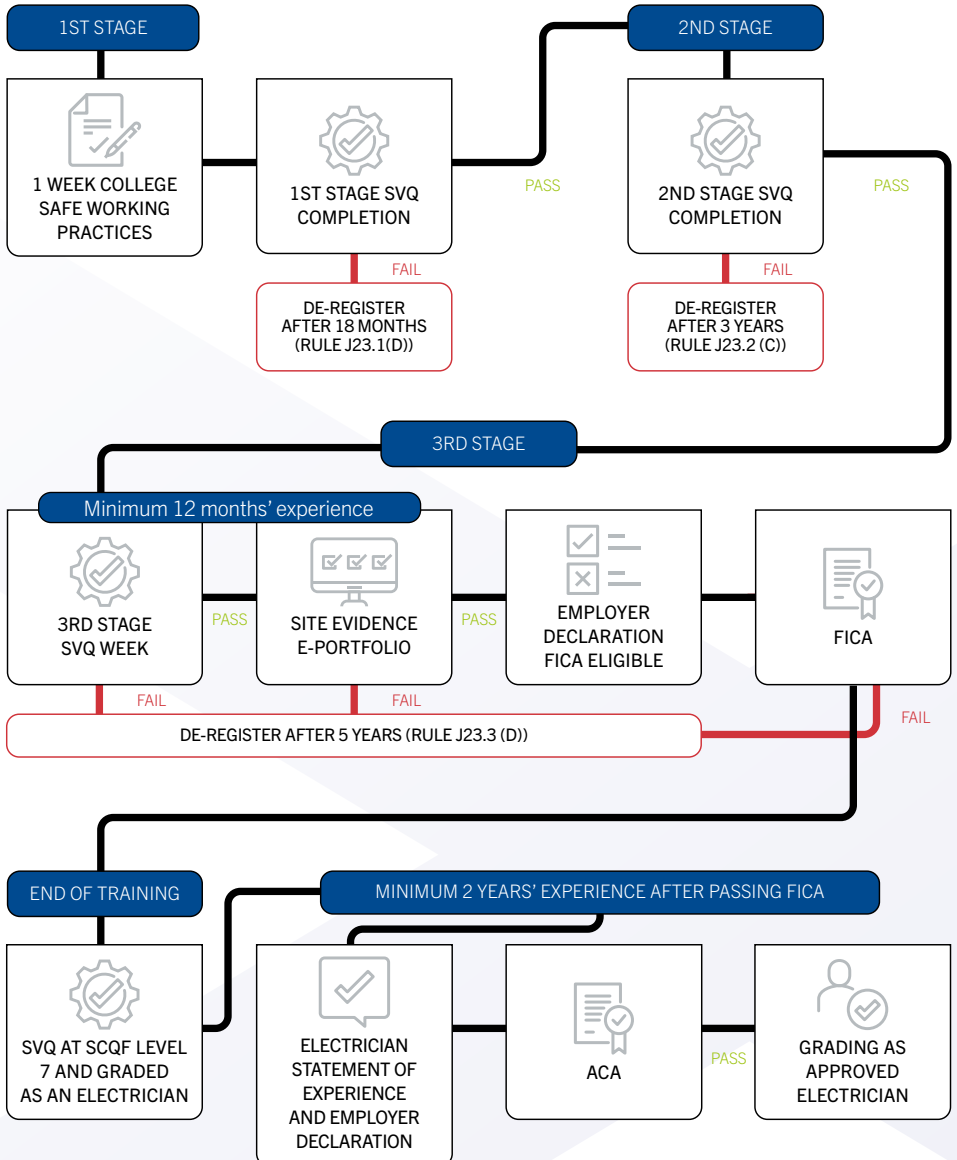 1ST STAGE
2ND STAGE
1 WEEK COLLEGE
SAFE WORKING
PRACTICES
1ST STAGE SVQ
COMPLETION
PASS
2ND STAGE SVQ
COMPLETION
PASS
FAIL
DE-REGISTER
AFTER 18 MONTHS
(RULE J23.1(D))
FAIL
DE-REGISTER
AFTER 3 YEARS
(RULE J23.2 (C))
3RD STAGE
Minimum 12 months’ experience
3RD STAGE
SVQ WEEK
PASS
SITE EVIDENCE
E-PORTFOLIO
PASS
EMPLOYER
DECLARATION
FICA ELIGIBLE
FICA
FAIL
FAIL
FAIL
DE-REGISTER AFTER 5 YEARS (RULE J23.3 (D))
END OF TRAINING
MINIMUM 2 YEARS’ EXPERIENCE AFTER PASSING FICA
SVQ AT SCQF LEVEL
7 AND GRADED
AS AN ELECTRICIAN
ELECTRICIAN
STATEMENT OF
EXPERIENCE
AND EMPLOYER
DECLARATION
ACA
PASS
GRADING AS
APPROVED
ELECTRICIAN